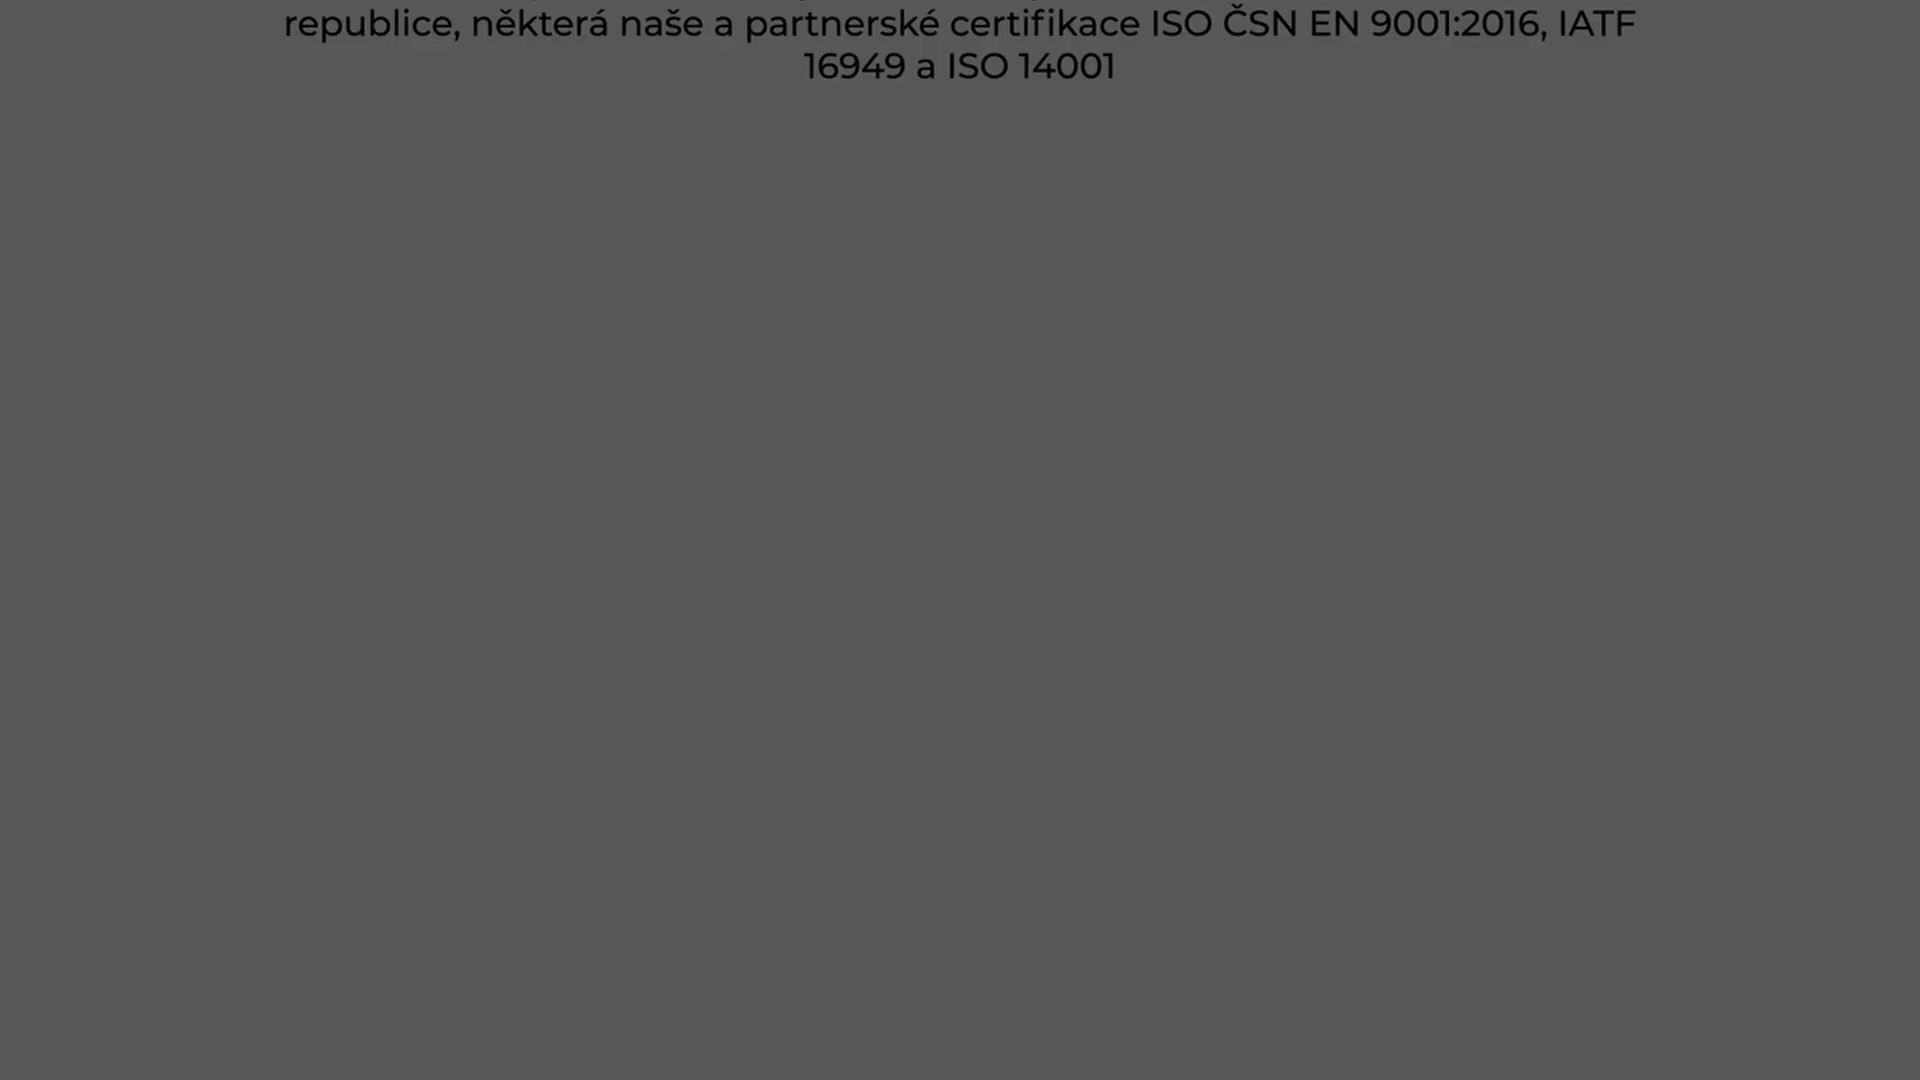 republice, některá naše a partnerské certifikace ISO ČSN EN 9001:2016, IATF
16949 a ISO 14001